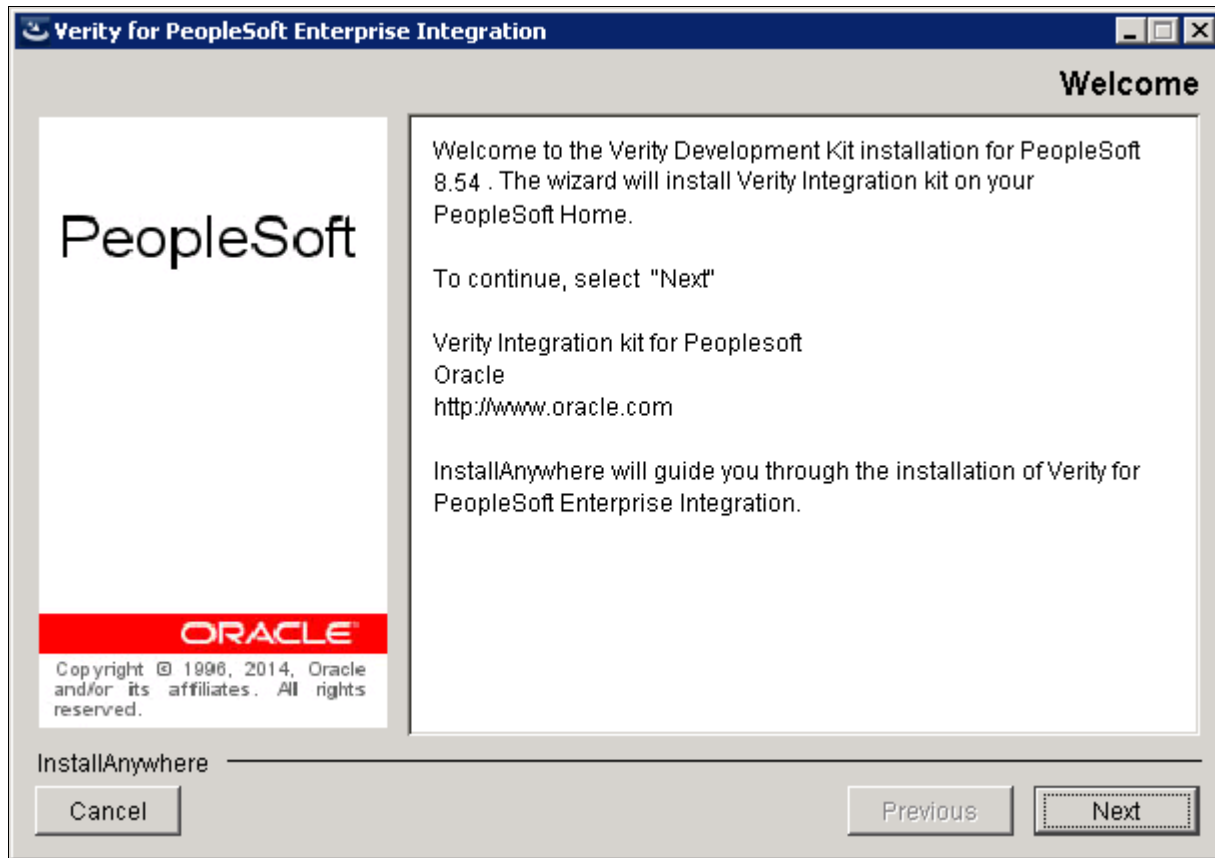 Verity for PeopleSoft Enterprise Integration
Welcome
PeopleSoft
ORACLE
Copyright © 1996, 2014, Oracle
and/or its affiliates. All rights
reserved.
Welcome to the Verity Development Kit installation for PeopleSoft
8.54 . The wizard will install Verity Integration kit on your
PeopleSoft Home.
To continue, select "Next"
Verity Integration kit for Peoplesoft
Oracle
http://www.oracle.com
InstallAnywhere will guide you through the installation of Verity for
PeopleSoft Enterprise Integration.
InstallAnywhere
Cancel
Previous
Next